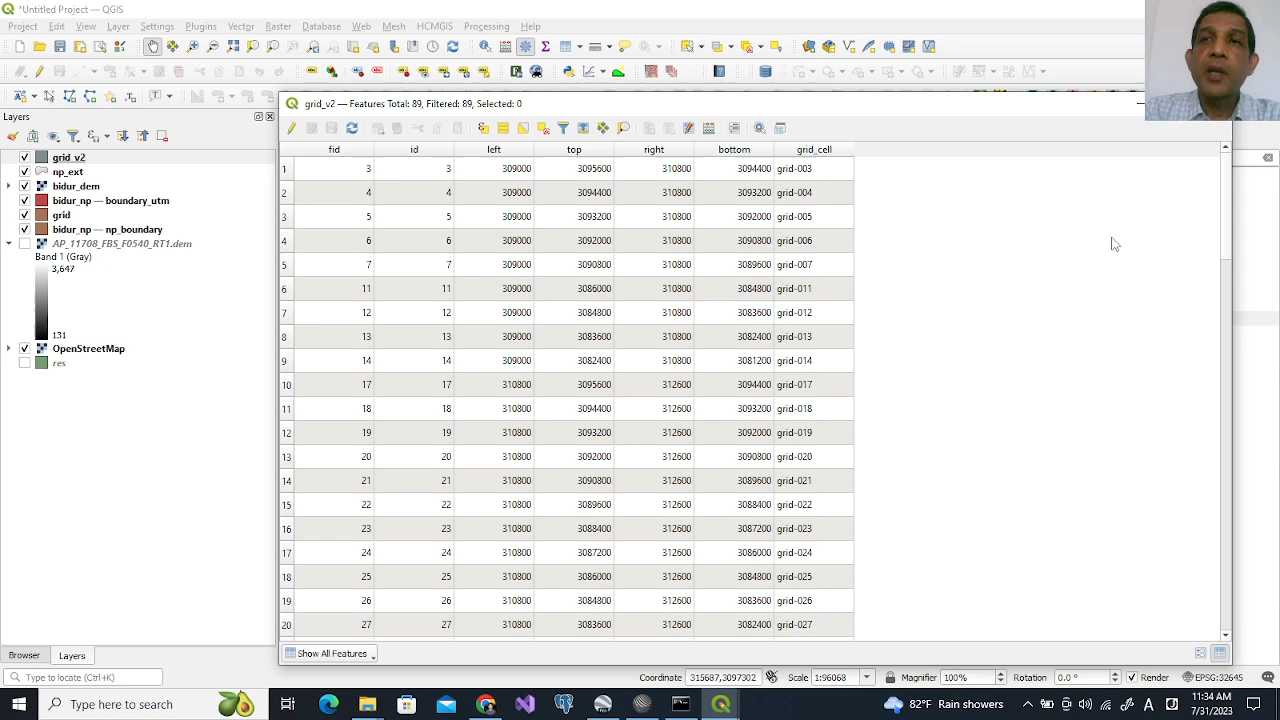 *Untitled Project — QGIS
Project Edit View Layer Settings Plugins Vector Raster Database Web Mesh HCMGIS Processing Help
grid_v2 — Features Total: 89, Filtered: 89, Selected: 0
Layers
fid id left top right bottom grid_cell
grid_v2
np_ext
bidur_dem
bidur_np — boundary_utm
grid
bidur_np — np_boundary
AP_11708_FBS_F0540_RT1.dem
Band 1 (Gray)
3,647
131
OpenStreetMap
res
1 3 3 309000 3095600 310800 3094400 grid-003
2 4 4 309000 3094400 310800 3093200 grid-004
3 5 5 309000 3093200 310800 3092000 grid-005
4 6 6 309000 3092000 310800 3090800 grid-006
5 7 7 309000 3090800 310800 3089600 grid-007
6 11 11 309000 3086000 310800 3084800 grid-011
7 12 12 309000 3084800 310800 3083600 grid-012
8 13 13 309000 3083600 310800 3082400 grid-013
9 14 14 309000 3082400 310800 3081200 grid-014
10 17 17 310800 3095600 312600 3094400 grid-017
11 18 18 310800 3094400 312600 3093200 grid-018
12 19 19 310800 3093200 312600 3092000 grid-019
13 20 20 310800 3092000 312600 3090800 grid-020
14 21 21 310800 3090800 312600 3089600 grid-021
15 22 22 310800 3089600 312600 3088400 grid-022
16 23 23 310800 3088400 312600 3087200 grid-023
17 24 24 310800 3087200 312600 3086000 grid-024
18 25 25 310800 3086000 312600 3084800 grid-025
19 26 26 310800 3084800 312600 3083600 grid-026
20 27 27 310800 3083600 312600 3082400 grid-027
Browser Layers
Show All Features
Type to locate (Ctrl+K)
Coordinate 315687,3097302 Scale 1:96068 Magnifier 100% Rotation 0.0 ° Render EPSG:32645
Type here to search
82°F Rain showers
11:34 AM
7/31/2023